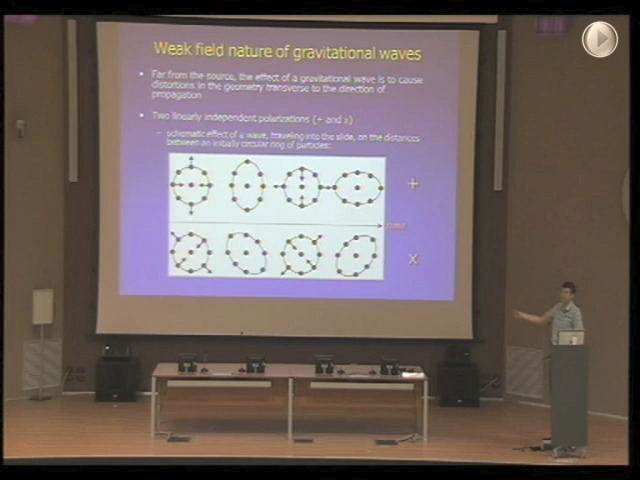 Weak field nature of gravitational waves
Far from the source, the effect of a gravitational wave is to cause
distortions in the geometry transverse to the direction of
propagation
Two linearly independent polarizations (+ and x)
– schematic effect of a wave, traveling into the slide, on the distances
between an initially circular ring of particles:
+
time
x